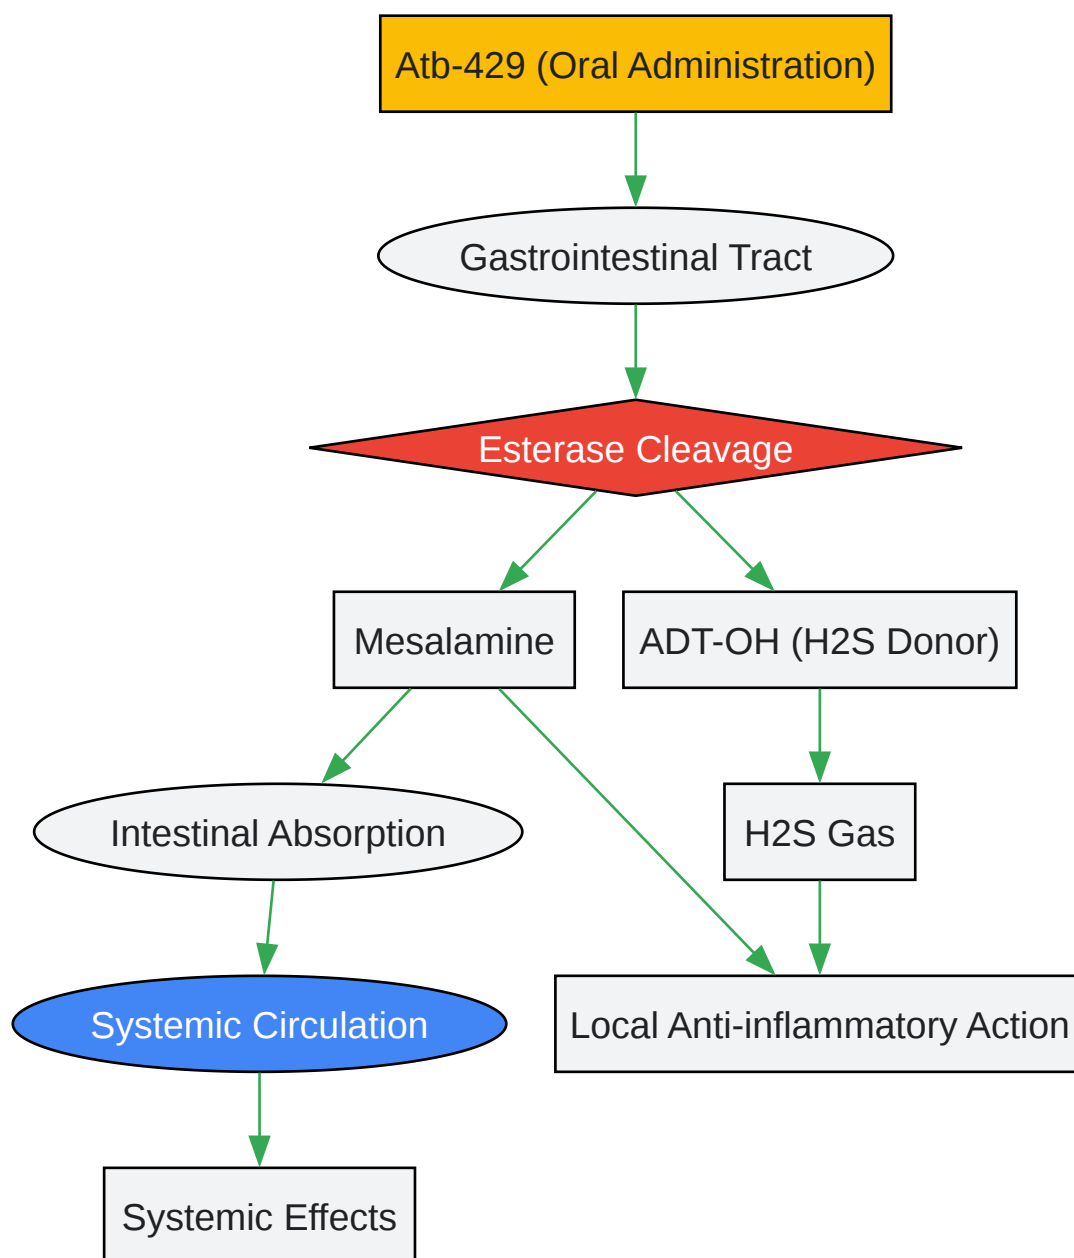 Atb-429 (Oral Administration)
Gastrointestinal Tract
Esterase Cleavage
Mesalamine
ADT-OH (H2S Donor)
Intestinal Absorption
H2S Gas
Systemic Circulation
Local Anti-inflammatory Action
Systemic Effects